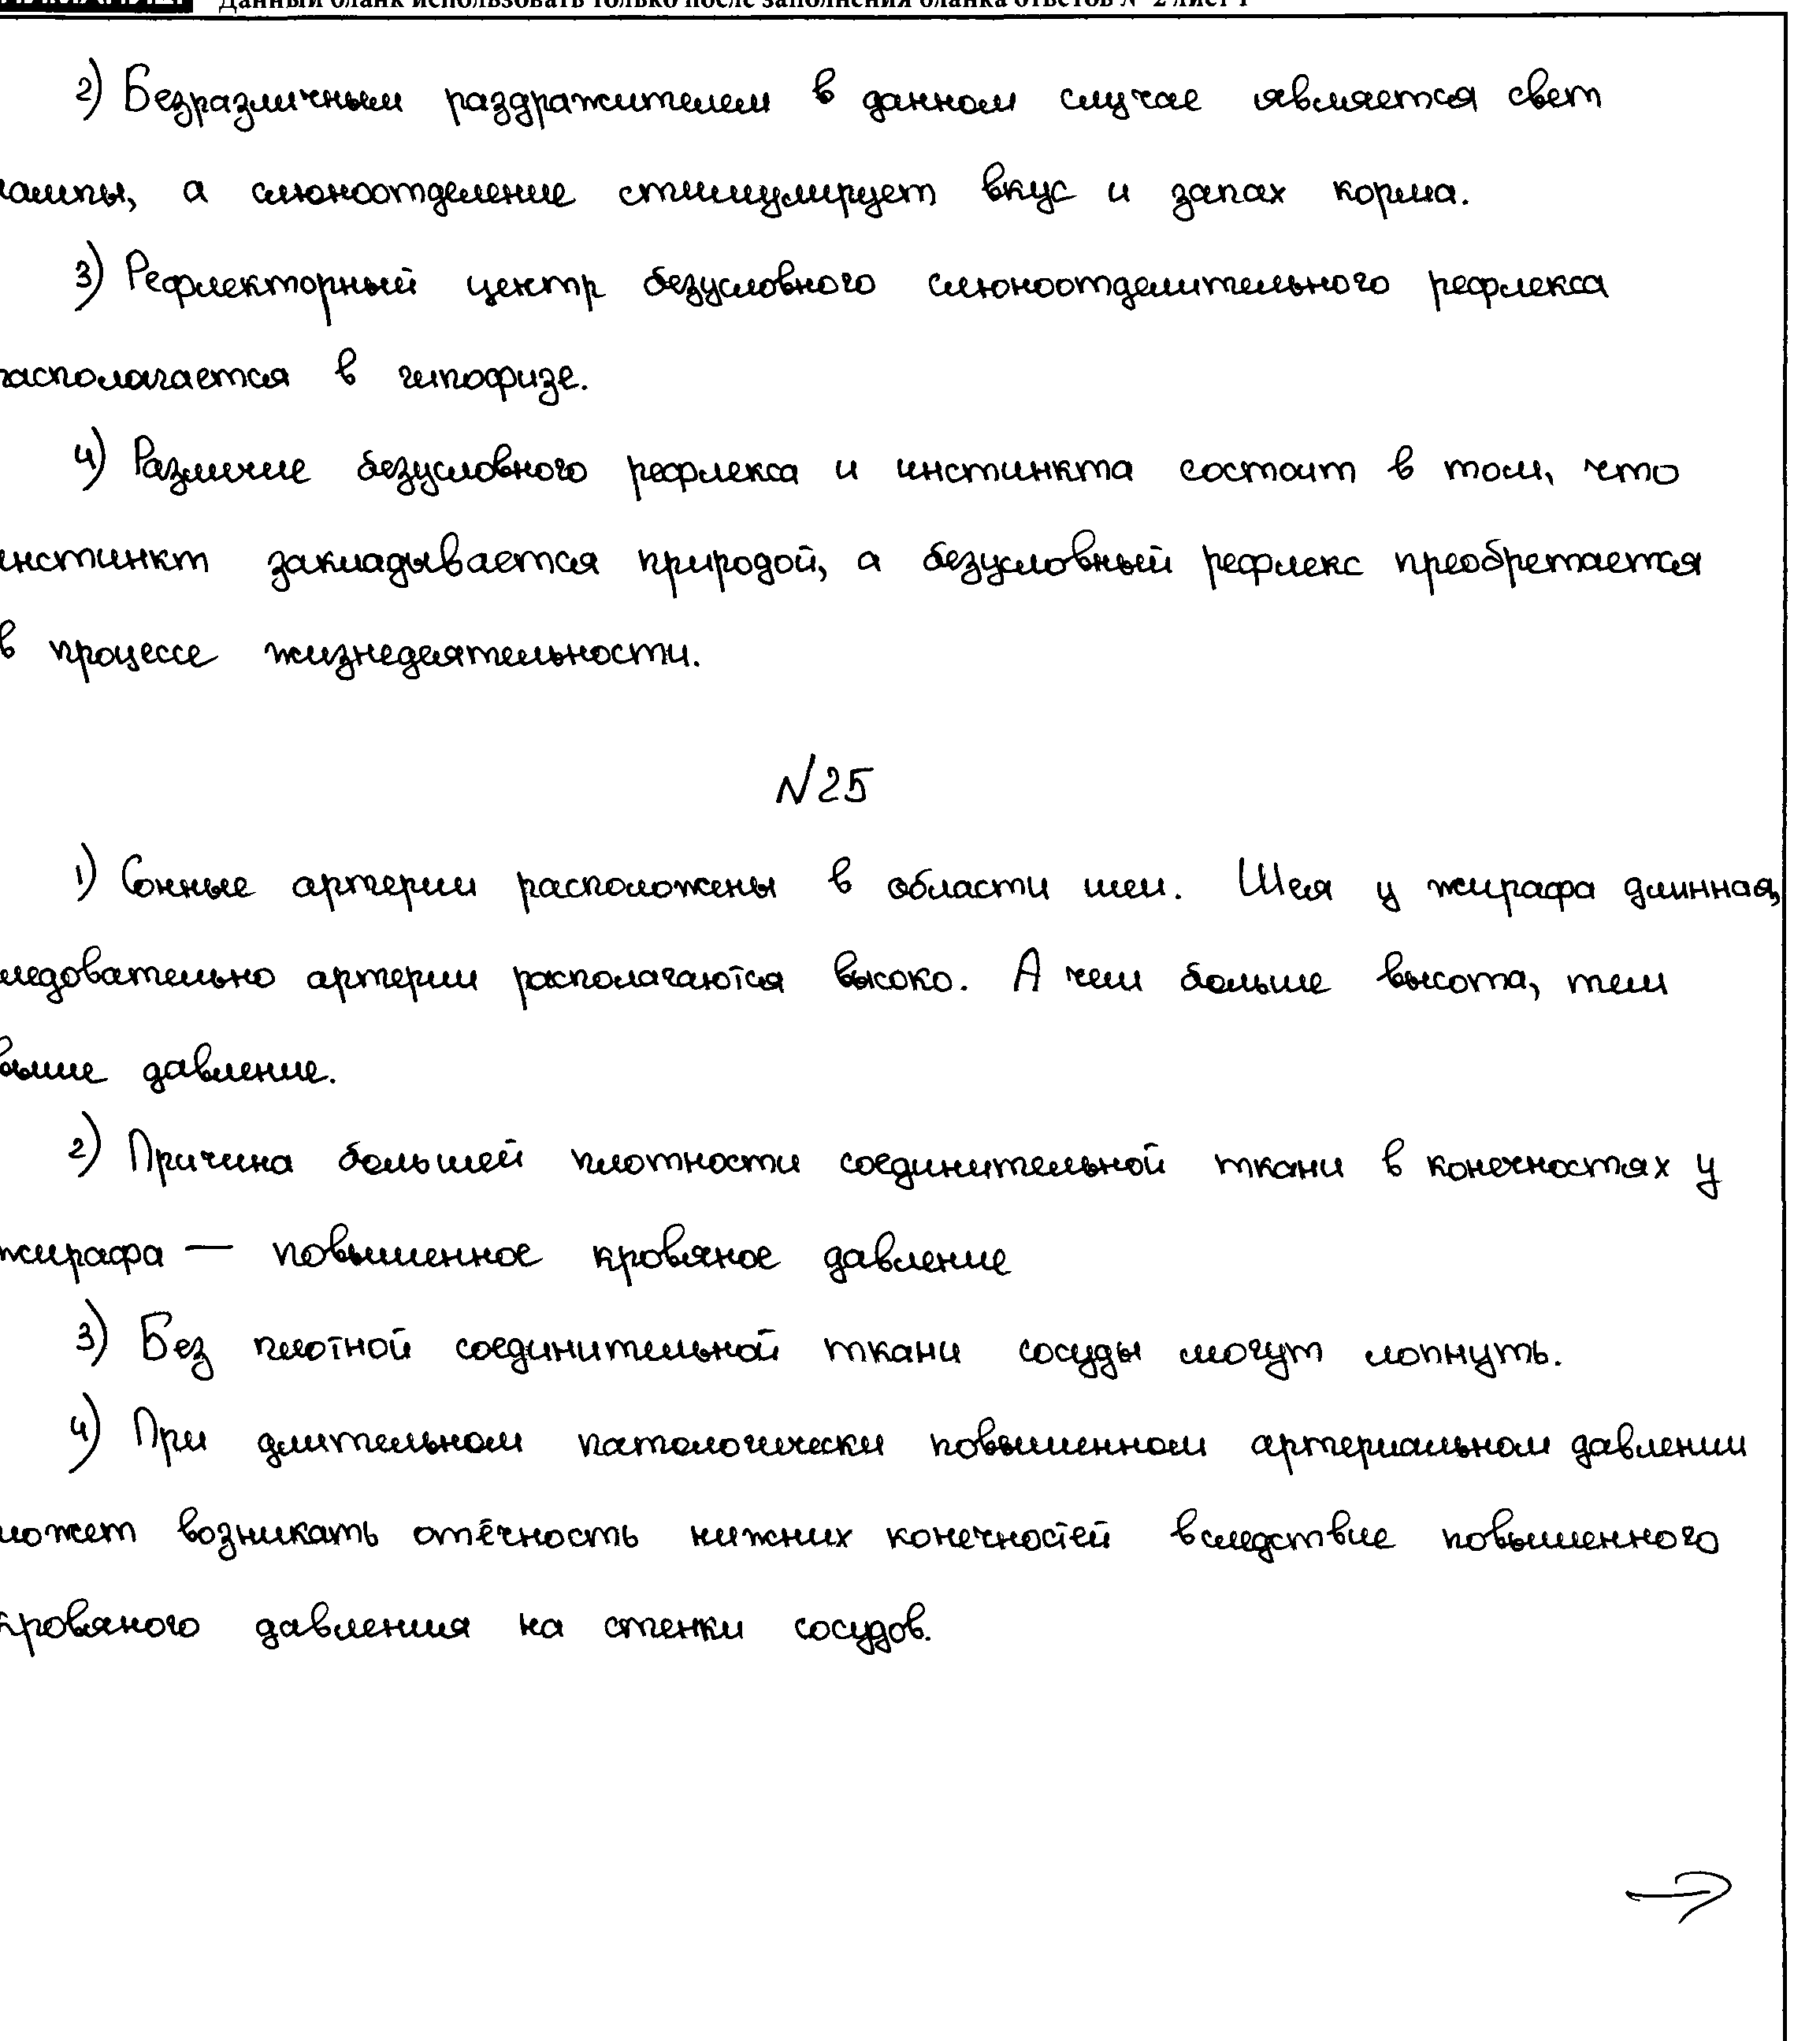 Данный бланк использовать только после заполнения бланка ответов № 2 лист 1
2) Безразличным раздражителем в данном случае является свет
лампы, а слюноотделение стимулирует вкус и запах корма.
3) Рефлекторный центр безусловного слюноотделительного рефлекса
располагается в гипофизе.
4) Различие безусловного рефлекса и инстинкта состоит в том, что
инстинкт закладывается природой, а безусловный рефлекс преобретается
в процессе жизнедеятельности.
№25
1) Сонные артерии расположены в области шеи. Шея у жирафа длинная,
следовательно артерии располагаются высоко. А чем больше высота, тем
выше давление.
2) Причина большей плотности соединительной ткани в конечностях у
жирафа — повышенное кровяное давление
3) Без плотной соединительной ткани сосуды могут лопнуть.
4) При длительном патологически повышенном артериальном давлении
может возникать отёчность нижних конечностей вследствие повышенного
кровяного давления на стенки сосудов.